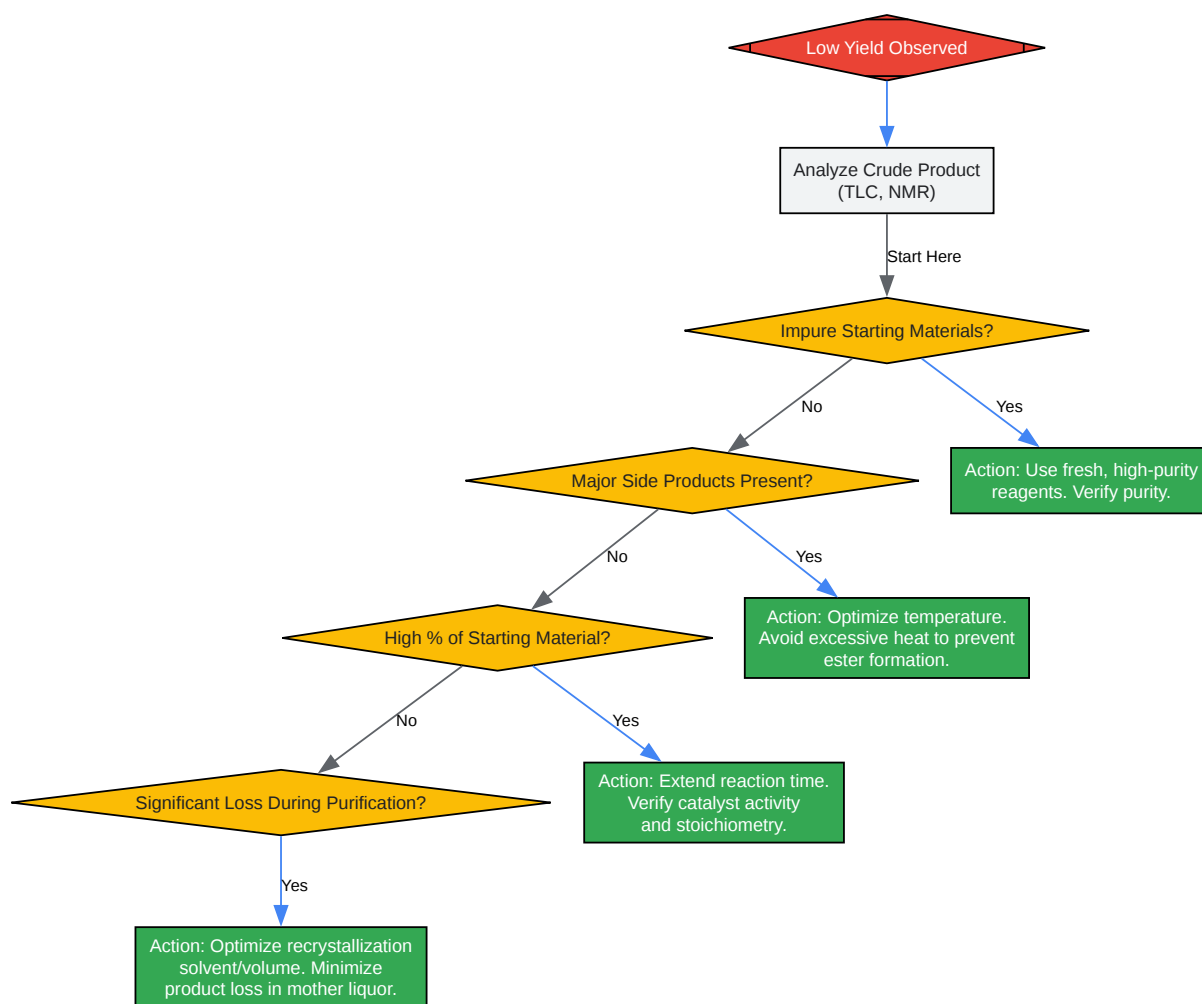 Low Yield Observed
Analyze Crude Product
(TLC, NMR)
Start Here
Impure Starting Materials?
No
Yes
Action: Use fresh, high-purity
reagents. Verify purity.
Major Side Products Present?
No
Yes
Action: Optimize temperature.
Avoid excessive heat to prevent
ester formation.
High % of Starting Material?
No
Yes
Action: Extend reaction time.
Verify catalyst activity
and stoichiometry.
Significant Loss During Purification?
Yes
Action: Optimize recrystallization
solvent/volume. Minimize
product loss in mother liquor.